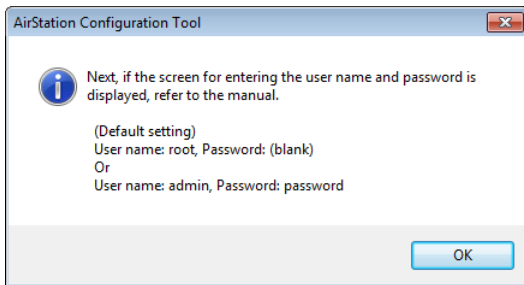 AirStation Configuration Tool
Next, if the screen for entering the user name and password is
displayed, refer to the manual.
(Default setting)
User name: root, Password: (blank)
Or
User name: admin, Password: password
OK